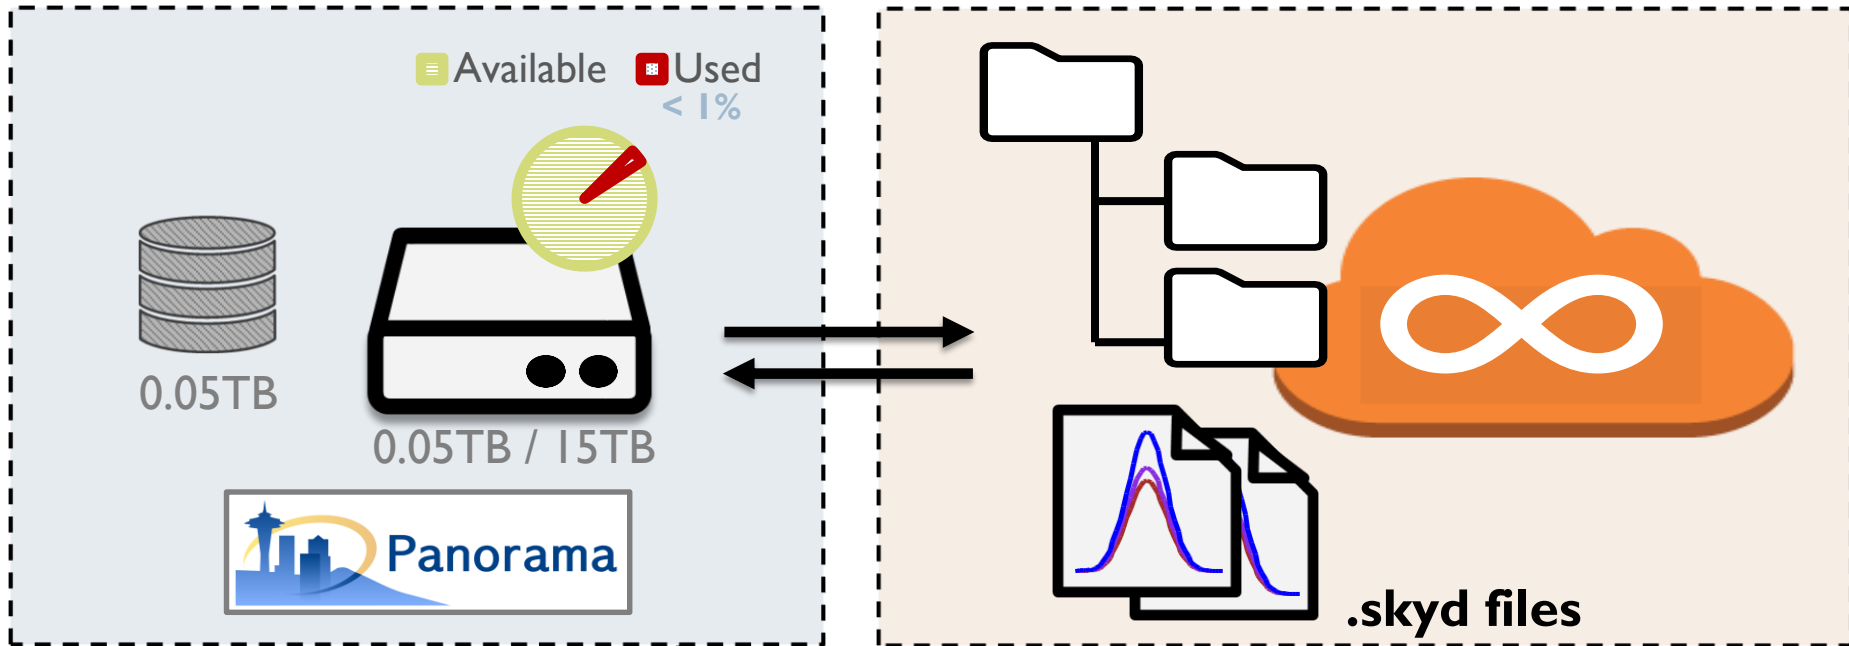 Available Used
< 1%
0.05TB
0.05TB / 15TB
Panorama
.skyd files